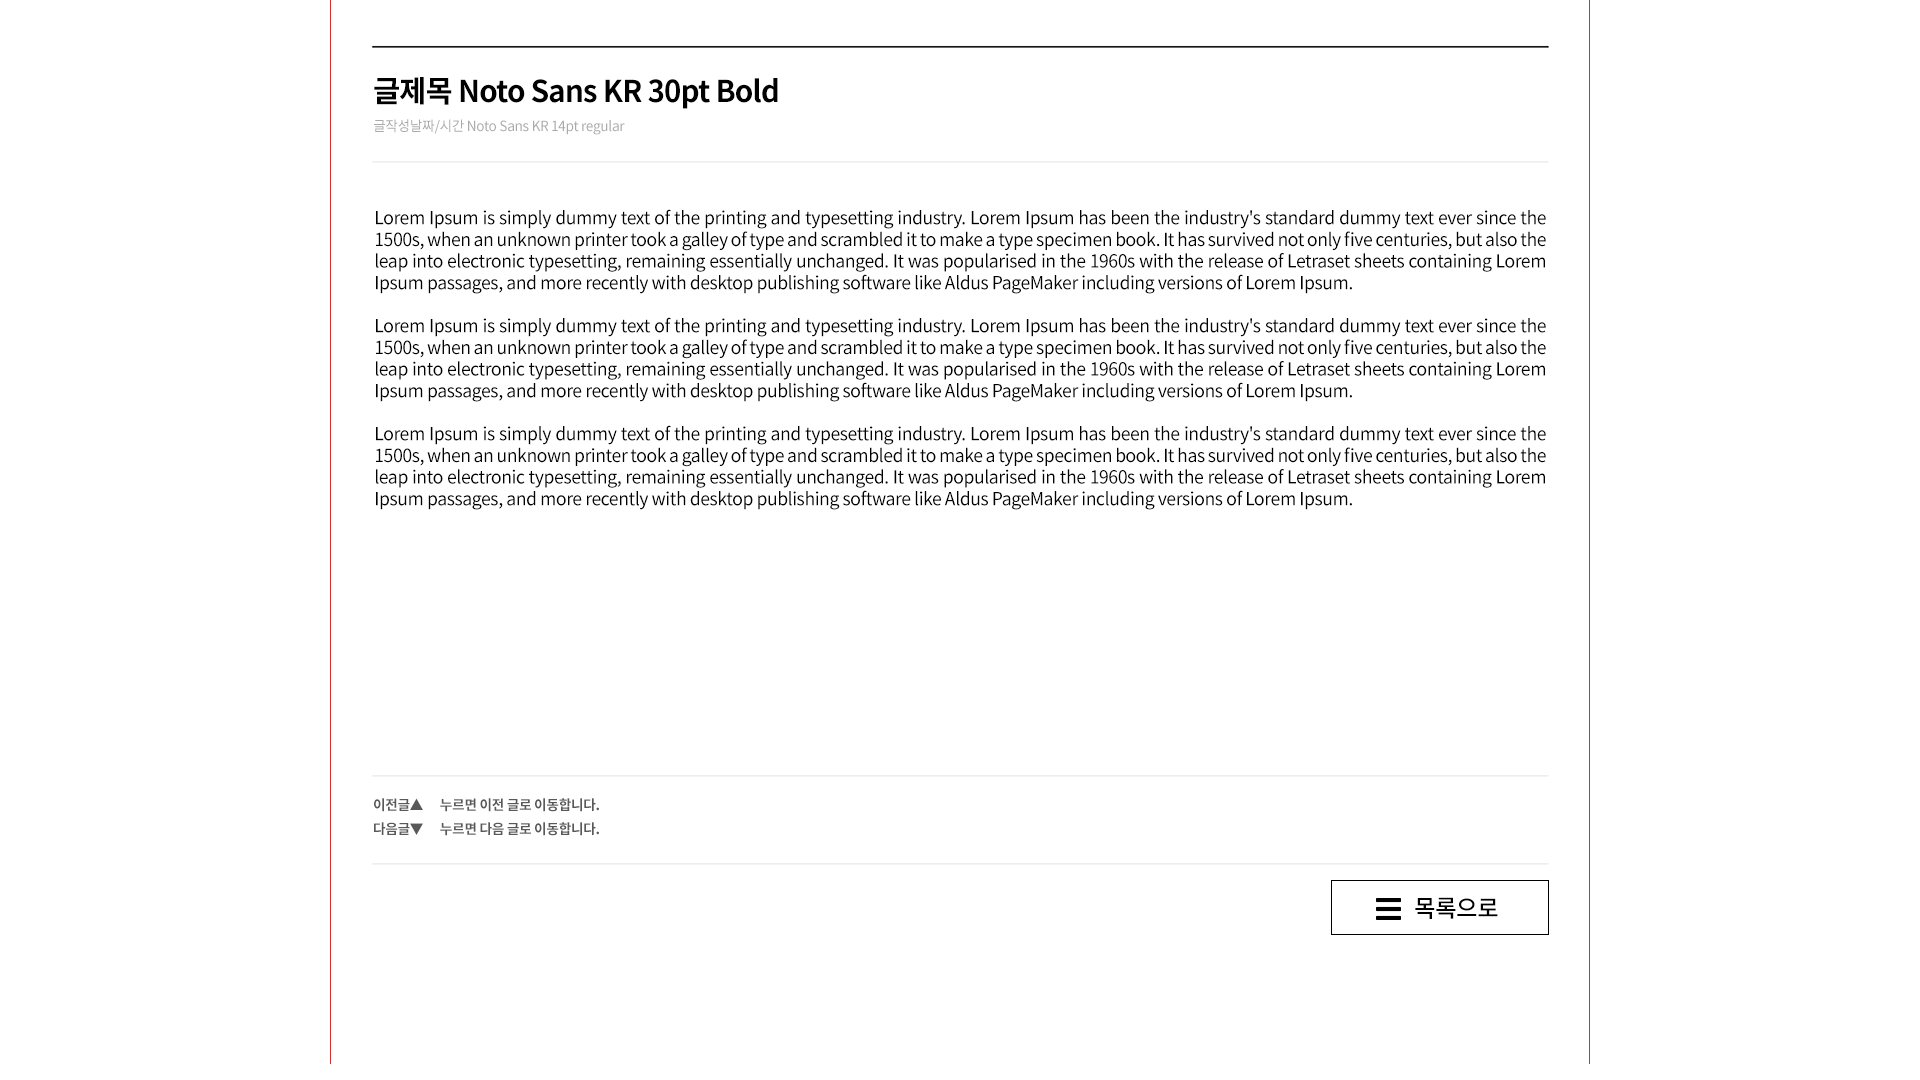 글제목 Noto Sans KR 30pt Bold
글작성날짜/시간 Noto Sans KR 14pt regular
Lorem Ipsum is simply dummy text of the printing and typesetting industry. Lorem Ipsum has been the industry's standard dummy text ever since the
1500s, when an unknown printer took a galley of type and scrambled it to make a type specimen book. It has survived not only five centuries, but also the
leap into electronic typesetting, remaining essentially unchanged. It was popularised in the 1960s with the release of Letraset sheets containing Lorem
Ipsum passages, and more recently with desktop publishing software like Aldus PageMaker including versions of Lorem Ipsum.
Lorem Ipsum is simply dummy text of the printing and typesetting industry. Lorem Ipsum has been the industry's standard dummy text ever since the
1500s, when an unknown printer took a galley of type and scrambled it to make a type specimen book. It has survived not only five centuries, but also the
leap into electronic typesetting, remaining essentially unchanged. It was popularised in the 1960s with the release of Letraset sheets containing Lorem
Ipsum passages, and more recently with desktop publishing software like Aldus PageMaker including versions of Lorem Ipsum.
Lorem Ipsum is simply dummy text of the printing and typesetting industry. Lorem Ipsum has been the industry's standard dummy text ever since the
1500s, when an unknown printer took a galley of type and scrambled it to make a type specimen book. It has survived not only five centuries, but also the
leap into electronic typesetting, remaining essentially unchanged. It was popularised in the 1960s with the release of Letraset sheets containing Lorem
Ipsum passages, and more recently with desktop publishing software like Aldus PageMaker including versions of Lorem Ipsum.
이전글▲ 누르면 이전 글로 이동합니다.
다음글▼ 누르면 다음 글로 이동합니다.
목록으로